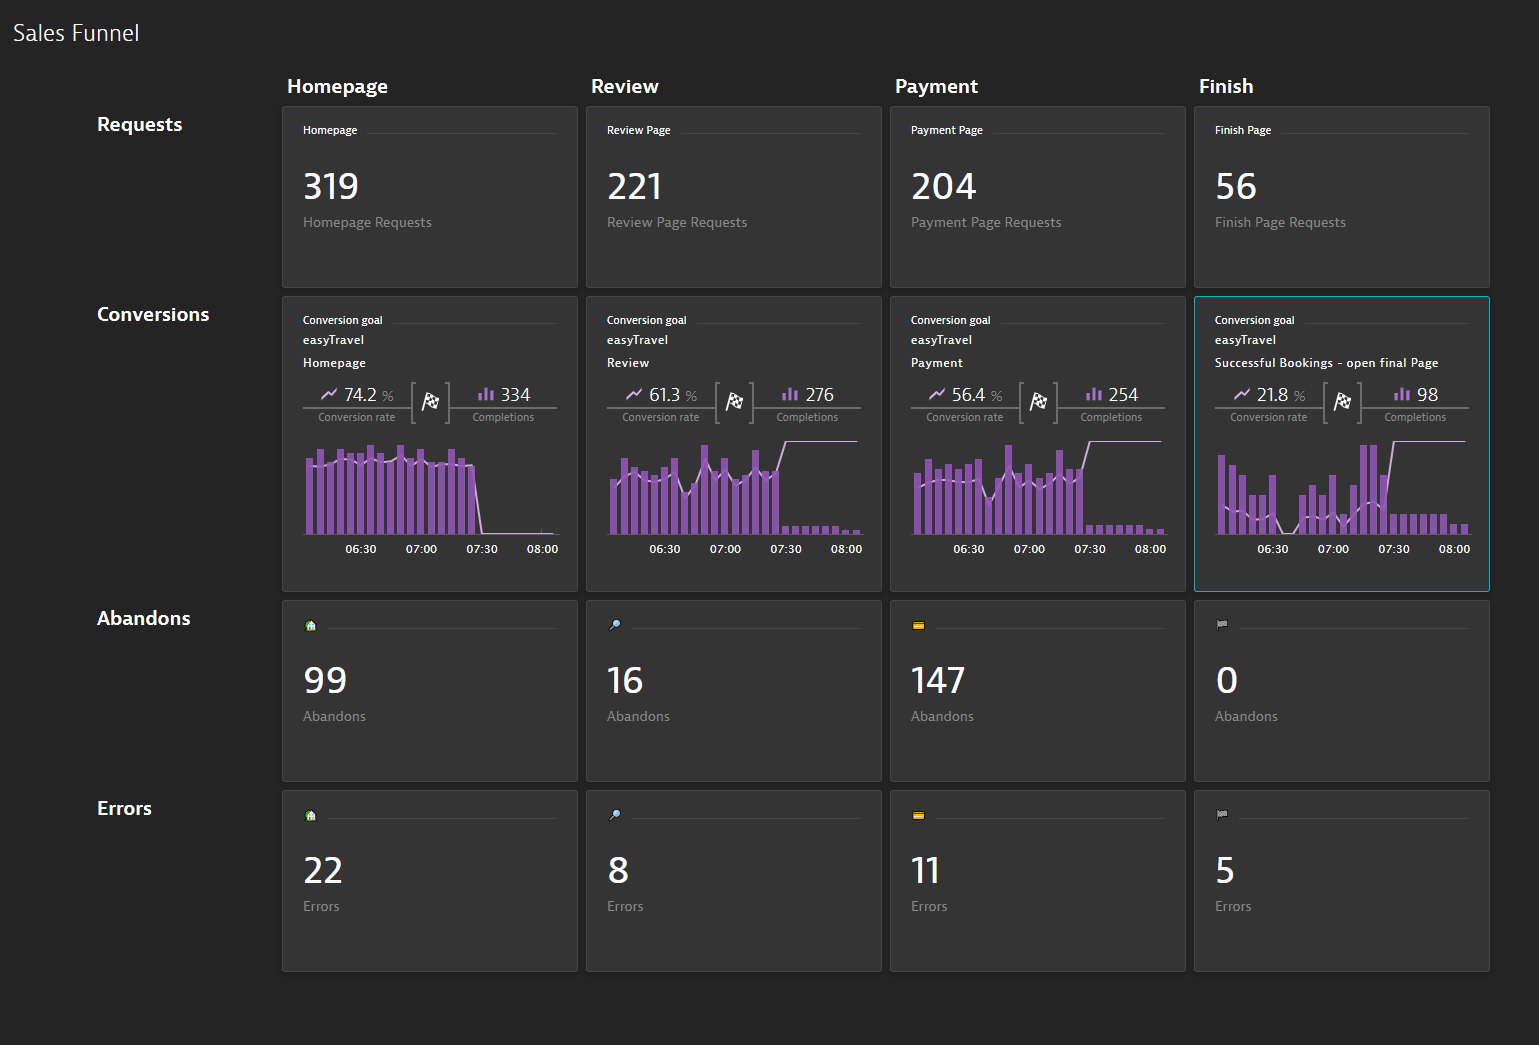 Sales Funnel
Homepage Review Payment Finish
Requests
Homepage Review Page Payment Page Finish Page
319 221 204 56
Homepage Requests Review Page Requests Payment Page Requests Finish Page Requests
Conversions
Conversion goal Conversion goal Conversion goal Conversion goal
easyTravel easyTravel easyTravel easyTravel
Homepage Review Payment Successful Bookings - open final Page
74.2 % 334 61.3 % 276 56.4 % 254 21.8 % 98
Conversion rate Completions Conversion rate Completions Conversion rate Completions Conversion rate Completions
06:30 07:00 07:30 08:00 06:30 07:00 07:30 08:00 06:30 07:00 07:30 08:00 06:30 07:00 07:30 08:00
Abandons
99 16 147 0
Abandons Abandons Abandons Abandons
Errors
22 8 11 5
Errors Errors Errors Errors